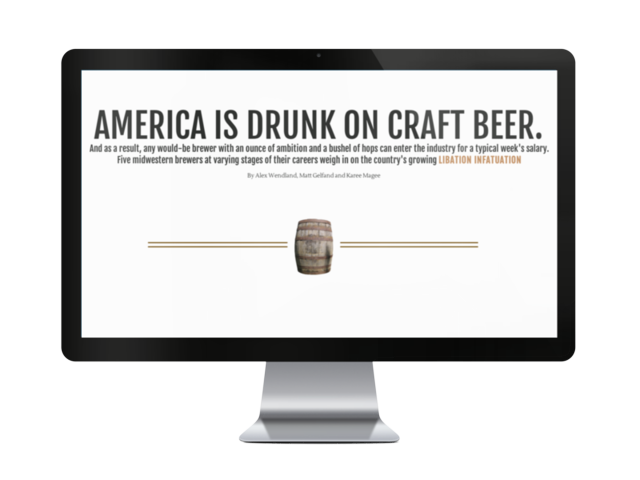 AMERICA IS DRUNK ON CRAFT BEER.
And as a result, any would-be brewer with an ounce of ambition and a bushel of hops can enter the industry for a typical week's salary.
Five midwestern brewers at varying stages of their careers weigh in on the country's growing LIBATION INFATUATION
By Alex Wendland, Matt Gelfand and Karee Magee